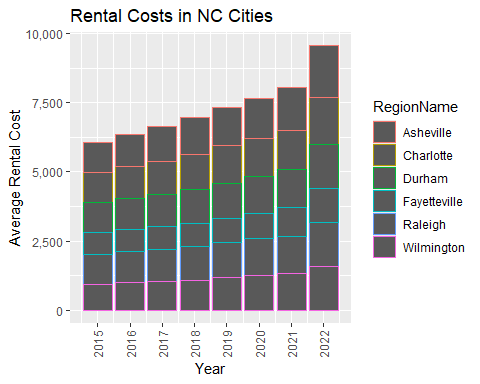 Rental Costs in NC Cities
Average Rental Cost
10,000
7,500
5,000
2,500
0
2015
2016
2017
2018
2019
2020
2021
2022
Year
RegionName
Asheville
Charlotte
Durham
Fayetteville
Raleigh
Wilmington